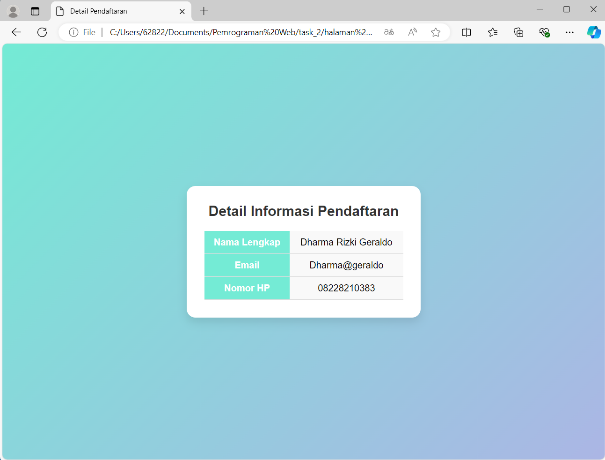 Detail Pendaftaran
File C:/Users/62822/Documents/Pemrograman%20Web/task_2/halaman%2...
Detail Informasi Pendaftaran
Nama Lengkap Dharma Rizki Geraldo
Email Dharma@geraldo
Nomor HP 08228210383